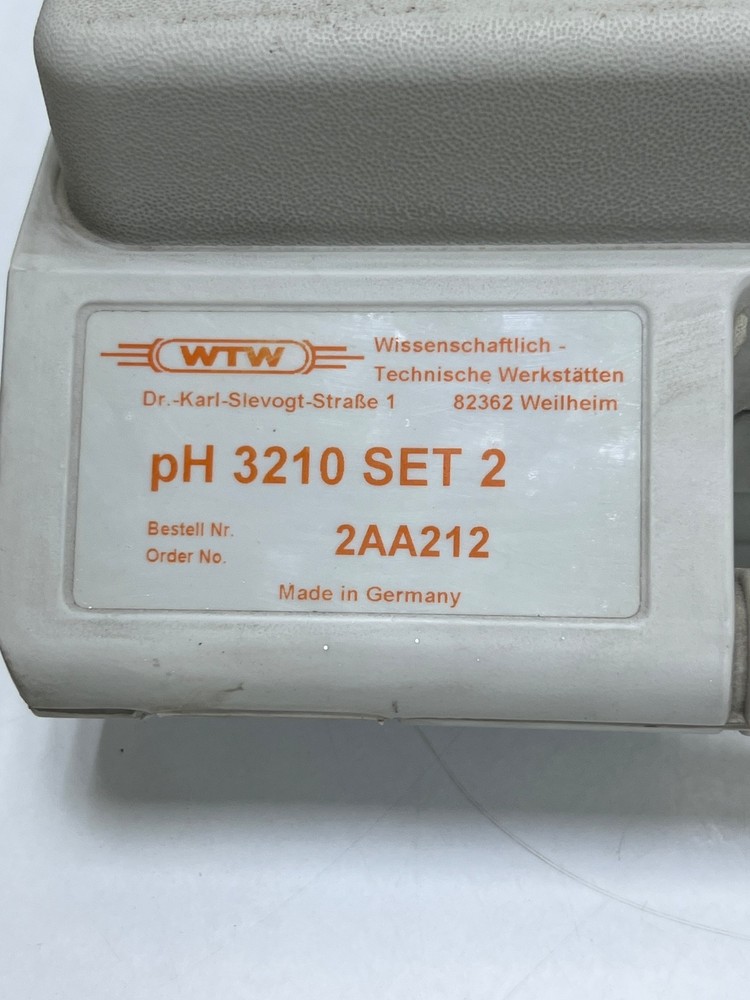 WTW
Wissenschaftlich -
Technische Werkstätten
Dr.-Karl-Slevogt-Straße 1 82362 Weilheim
pH 3210 SET 2
Bestell Nr.
Order No. 2AA212
Made in Germany